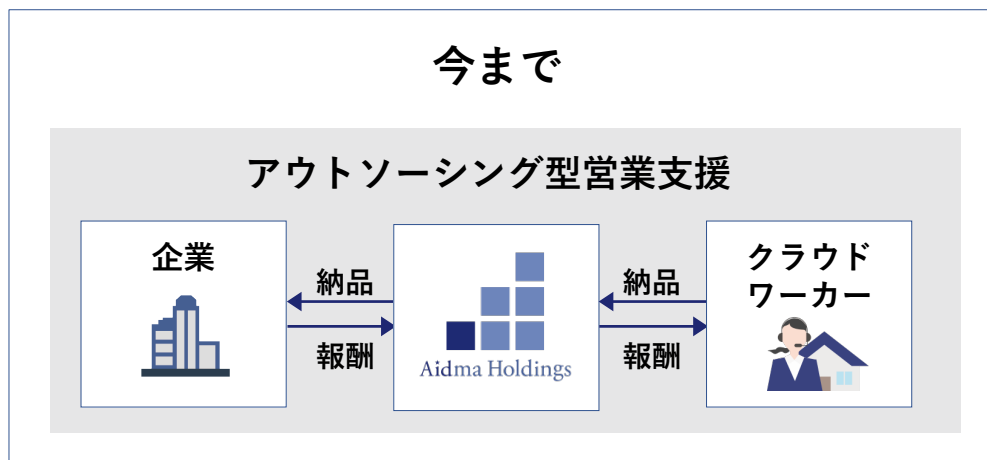 今まで
アウトソーシング型営業支援
企業
納品
報酬
Aidma Holdings
納品
報酬
クラウド
ワーカー